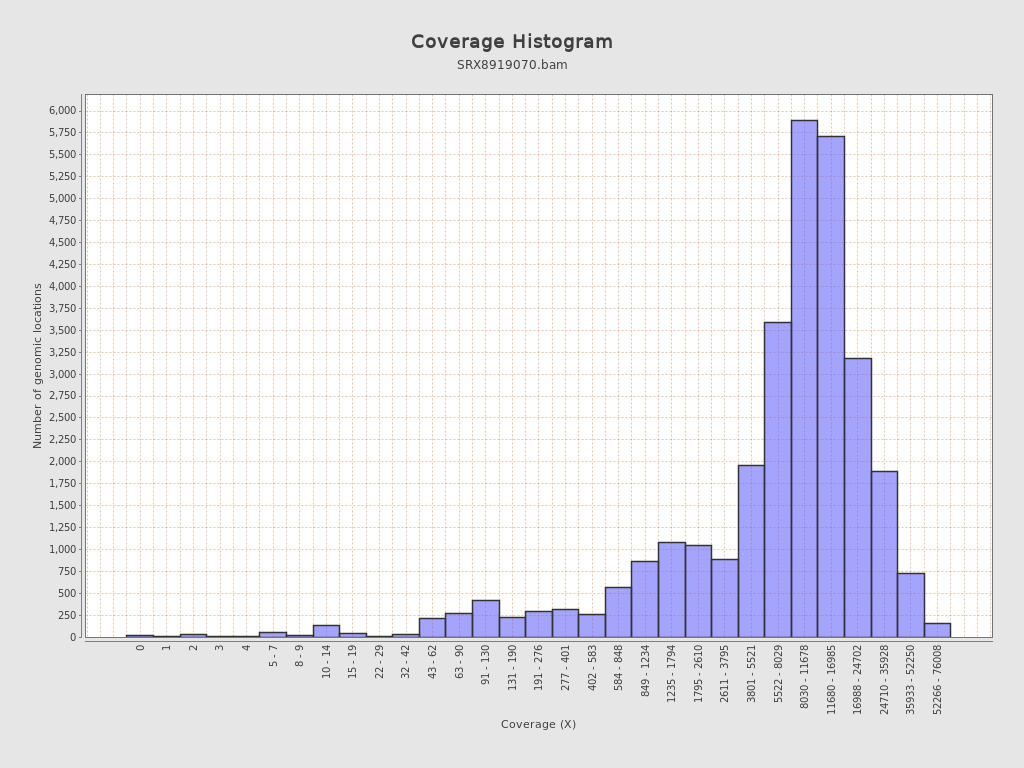 Coverage Histogram
SRX8919070.bam
Number of genomic locations
6,000
5,750
5,500
5,250
5,000
4,750
4,500
4,250
4,000
3,750
3,500
3,250
3,000
2,750
2,500
2,250
2,000
1,750
1,500
1,250
1,000
750
500
250
0
0
1
2
3
4
5 - 7
8 - 9
10 - 14
15 - 19
22 - 29
32 - 42
43 - 62
63 - 90
91 - 130
131 - 190
191 - 276
277 - 401
402 - 583
584 - 848
849 - 1234
1235 - 1794
1795 - 2610
2611 - 3795
3801 - 5521
5522 - 8029
8030 - 11678
11680 - 16985
16988 - 24702
24710 - 35928
35933 - 52250
52266 - 76008
Coverage (X)